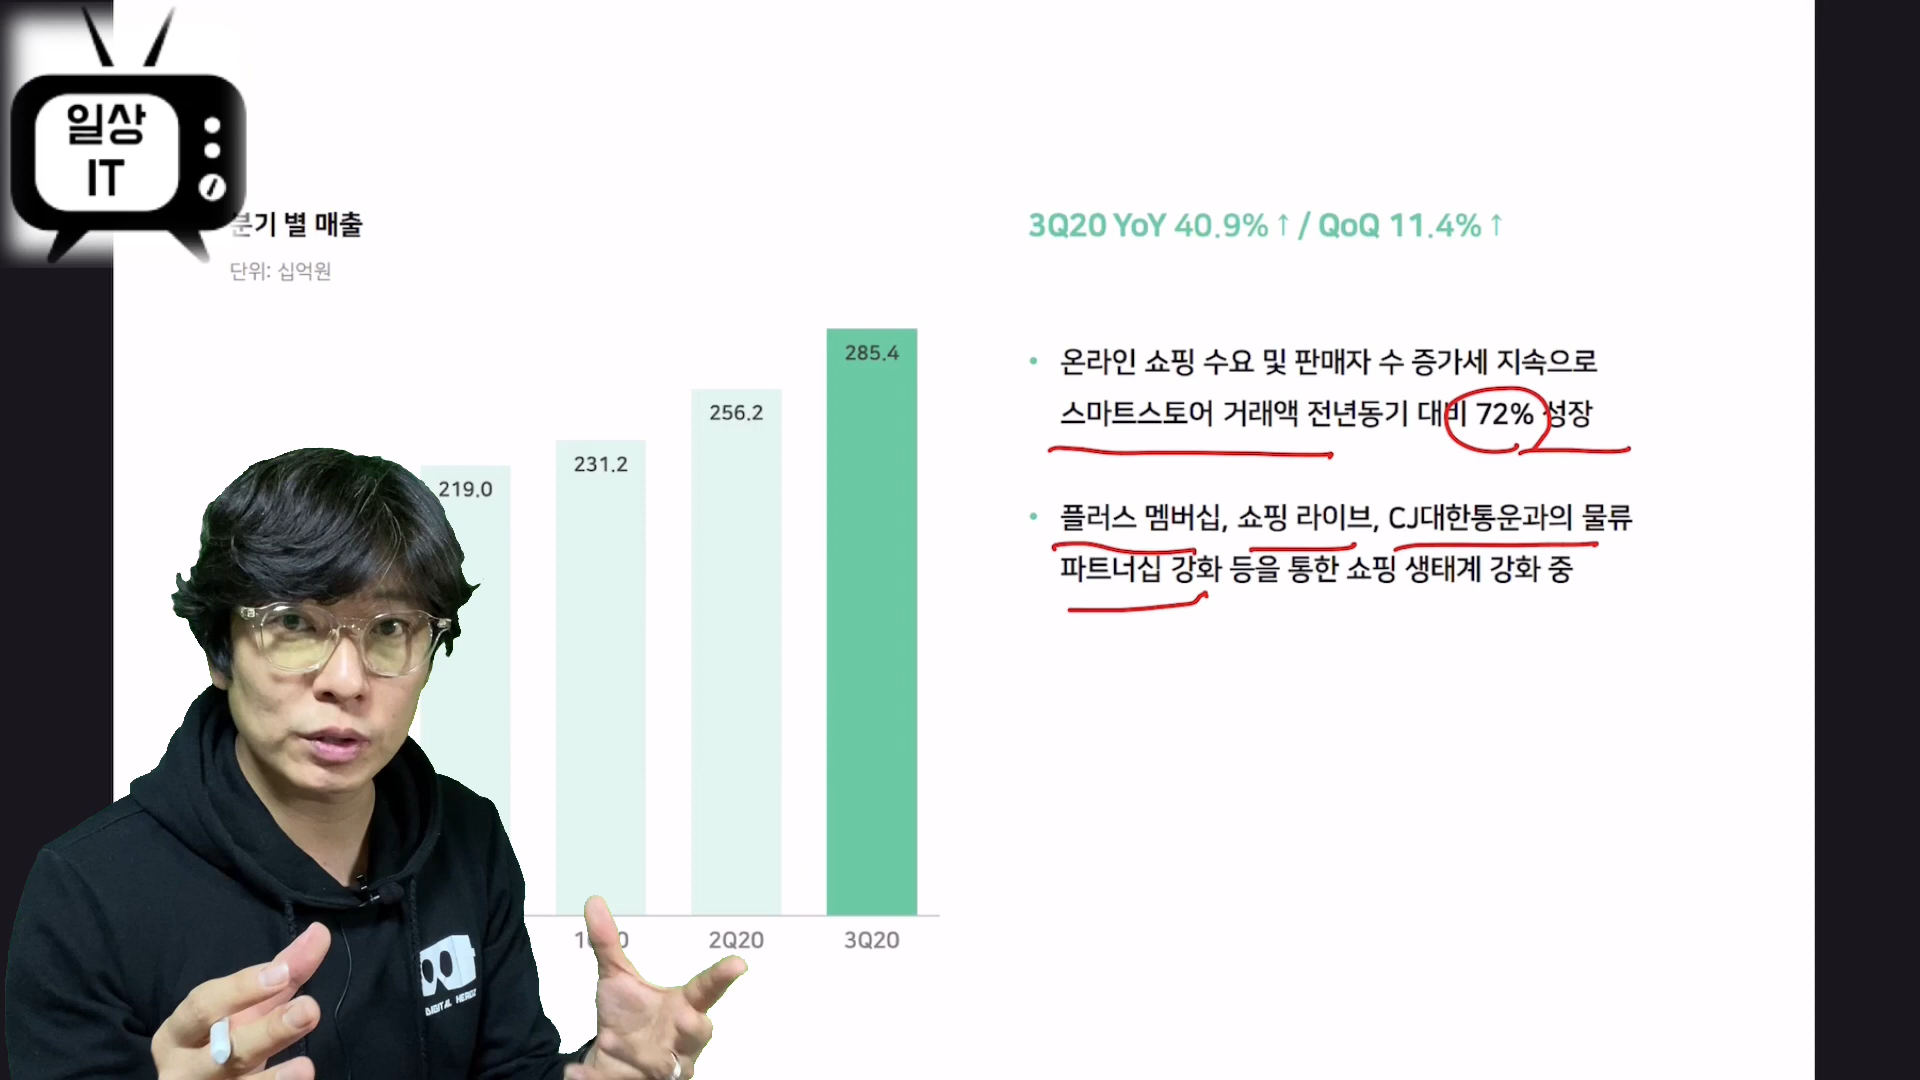 일상
IT
분기 별 매출
단위: 십억원
219.0
231.2
256.2
285.4
2Q20
3Q20
3Q20 YoY 40.9%↑ / QoQ 11.4%↑
• 온라인 쇼핑 수요 및 판매자 수 증가세 지속으로
스마트스토어 거래액 전년동기 대비 72% 성장
• 플러스 멤버십, 쇼핑 라이브, CJ대한통운과의 물류
파트너십 강화 등을 통한 쇼핑 생태계 강화 중
DIGITAL